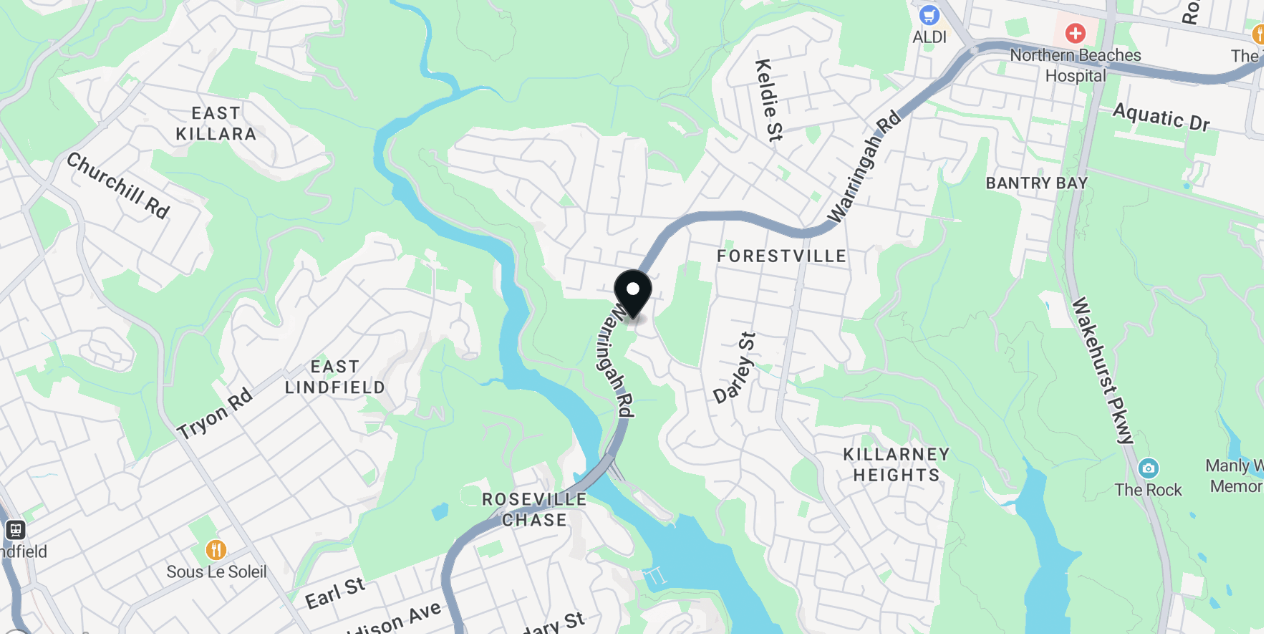 ALDI
Northern Beaches
Hospital
The
Keldie St
EAST
KILLARA
Aquatic Dr
Warringah Rd
Churchill Rd
BANTRY BAY
FORESTVILLE
Warringah Rd
Wakehurst Pkwy
EAST
LINDFIELD
Darley St
Tryon Rd
KILLARNEY
HEIGHTS
Manly W
Memor
The Rock
ROSEVILLE
CHASE
ndfield
Sous Le Soleil
Earl St
ddison Ave
dary St